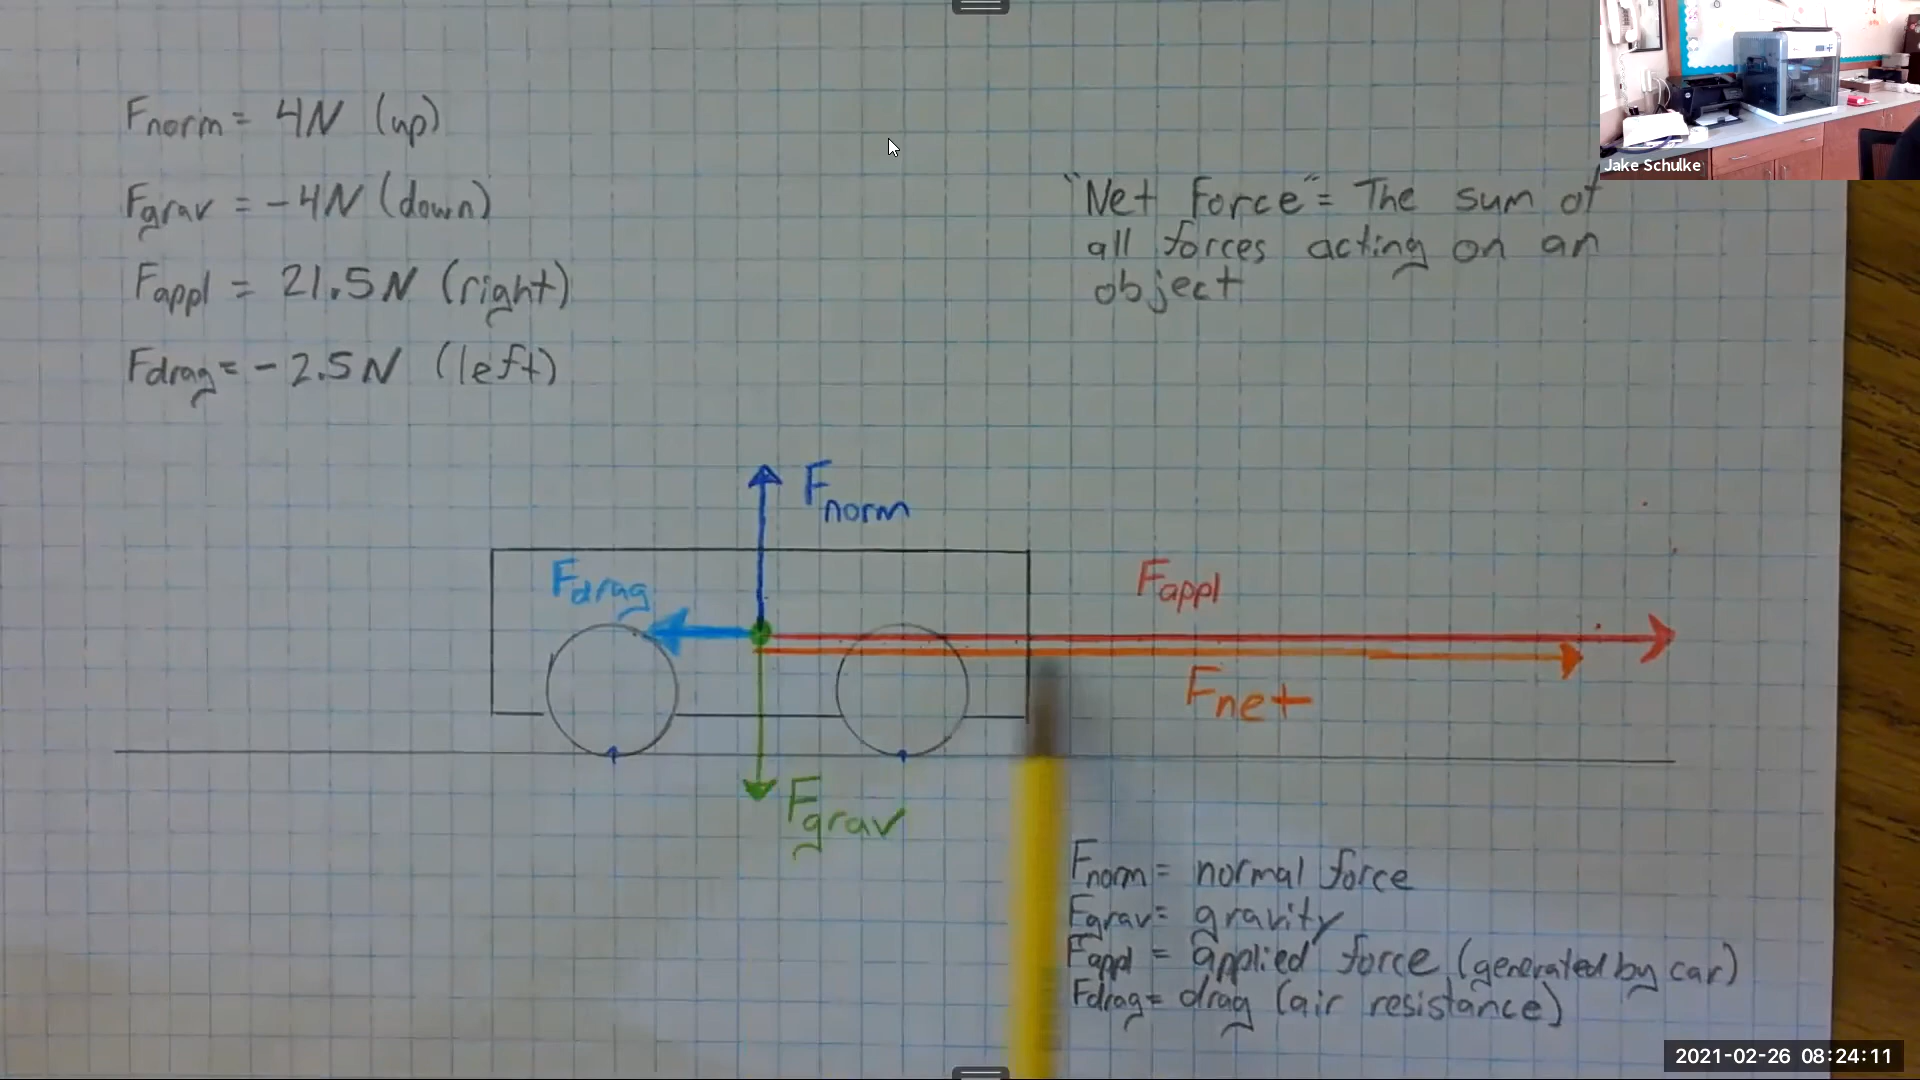 Fnorm = 4N (up)
Fgrav = -4N (down)
Fappl = 21.5N (right)
Fdrag = -2.5N (left)
Jake Schulke
"Net Force" = The sum of
all forces acting on an
object
Fnorm
Fdrag
Fappl
Fnet
Fgrav
Fnorm = normal force
Fgrav = gravity
Fappl = applied force (generated by car)
Fdrag = drag (air resistance)
2021-02-26 08:24:11